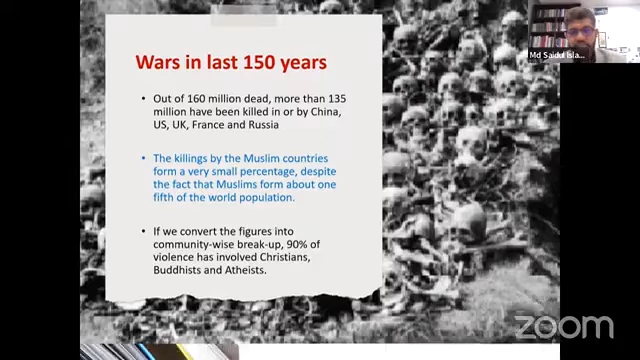 Wars in last 150 years
• Out of 160 million dead, more than 135
million have been killed in or by China,
US, UK, France and Russia
• The killings by the Muslim countries
form a very small percentage, despite
the fact that Muslims form about one
fifth of the world population.
• If we convert the figures into
community-wise break-up, 90% of
violence has involved Christians,
Buddhists and Atheists.
Md Saidul Isla...
zoom